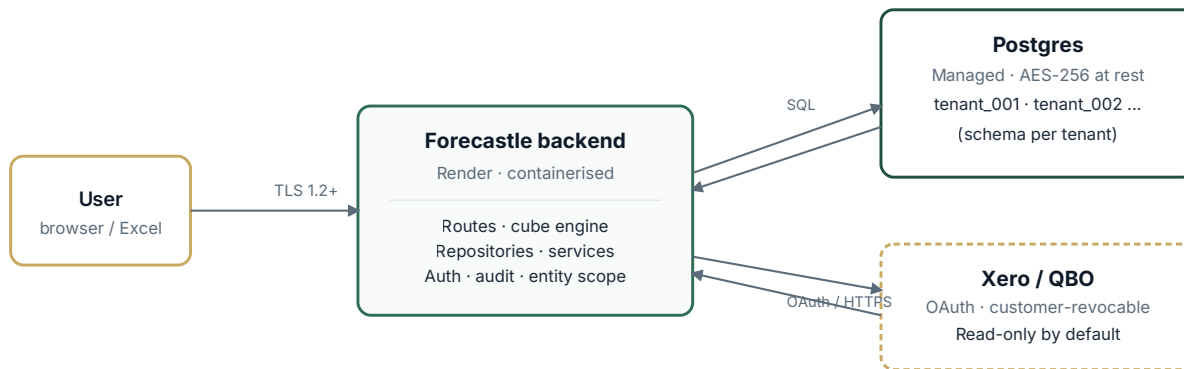 User
browser / Excel
TLS 1.2+
Forecastle backend
Render · containerised
Routes · cube engine
Repositories · services
Auth · audit · entity scope
SQL
Postgres
Managed · AES-256 at rest
tenant_001 · tenant_002 ...
(schema per tenant)
OAuth / HTTPS
Xero / QBO
OAuth · customer-revocable
Read-only by default